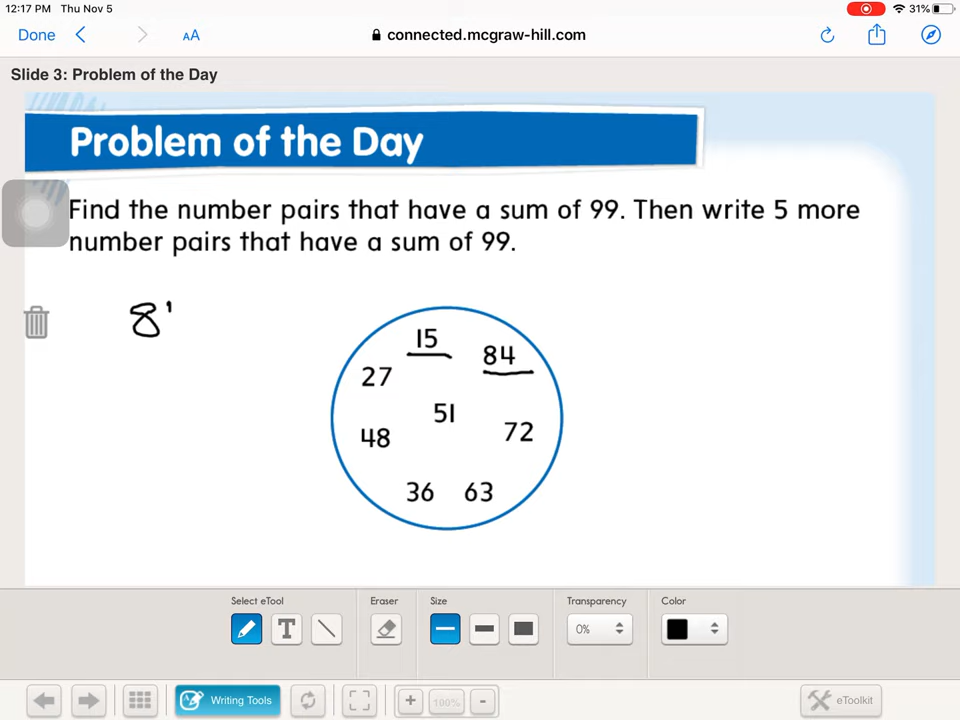 12:17 PM Thu Nov 5 31%
Done AA connected.mcgraw-hill.com
Slide 3: Problem of the Day
Problem of the Day
Find the number pairs that have a sum of 99. Then write 5 more
number pairs that have a sum of 99.
8
15
84
27
51
48
72
36 63
Select eTool Eraser Size Transparency Color
T 0%
Writing Tools 100% eToolkit